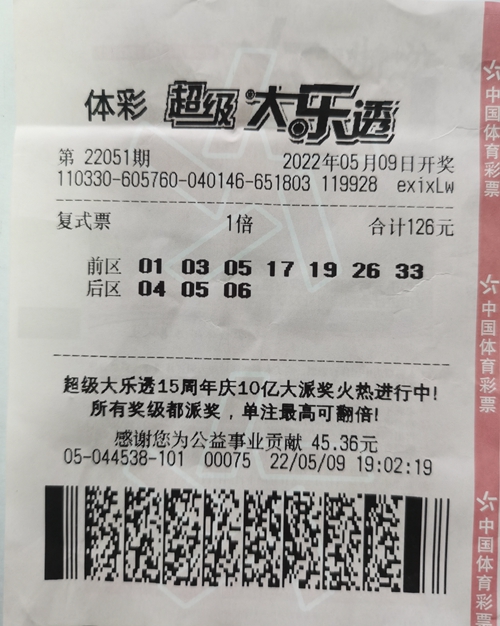 体彩 超级大乐透
第 22051期 2022年05月09日开奖
110330-605760-040146-651803 119928 exixLw
复式票 1倍 合计126元
前区 01 03 05 17 19 26 33
后区 04 05 06
超级大乐透15周年庆10亿大派奖火热进行中!
所有奖级都派奖，单注最高可翻倍!
感谢您为公益事业贡献 45.36元
05-044538-101 00075 22/05/09 19:02:19
中国体育彩票
中国体育彩票
中国体育彩票